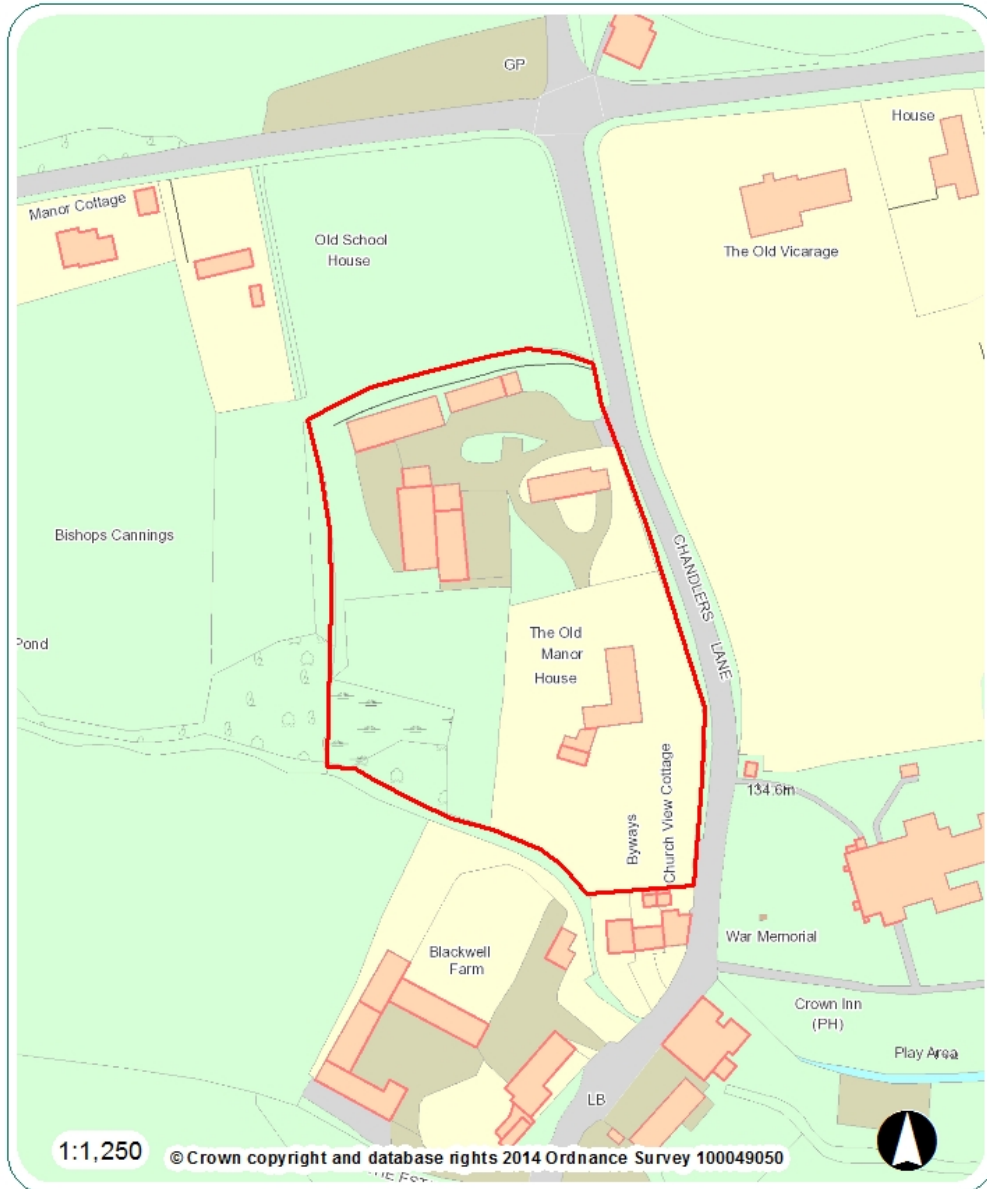 GP
House
Manor Cottage
Old School
House
The Old Vicarage
Bishops Cannings
CHANDLERS LANE
Pond
The Old
Manor
House
Church View Cottage
134.6m
Byways
War Memorial
Blackwell
Farm
Crown Inn
(PH)
Play Area
LB
1:1,250
© Crown copyright and database rights 2014 Ordnance Survey 100049050